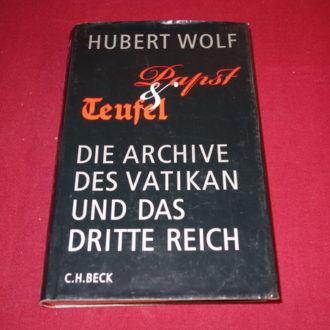 HUBERT WOLF
Papst
&
Teufel
DIE ARCHIVE
DES VATIKAN
UND DAS
DRITTE REICH
C.H.BECK